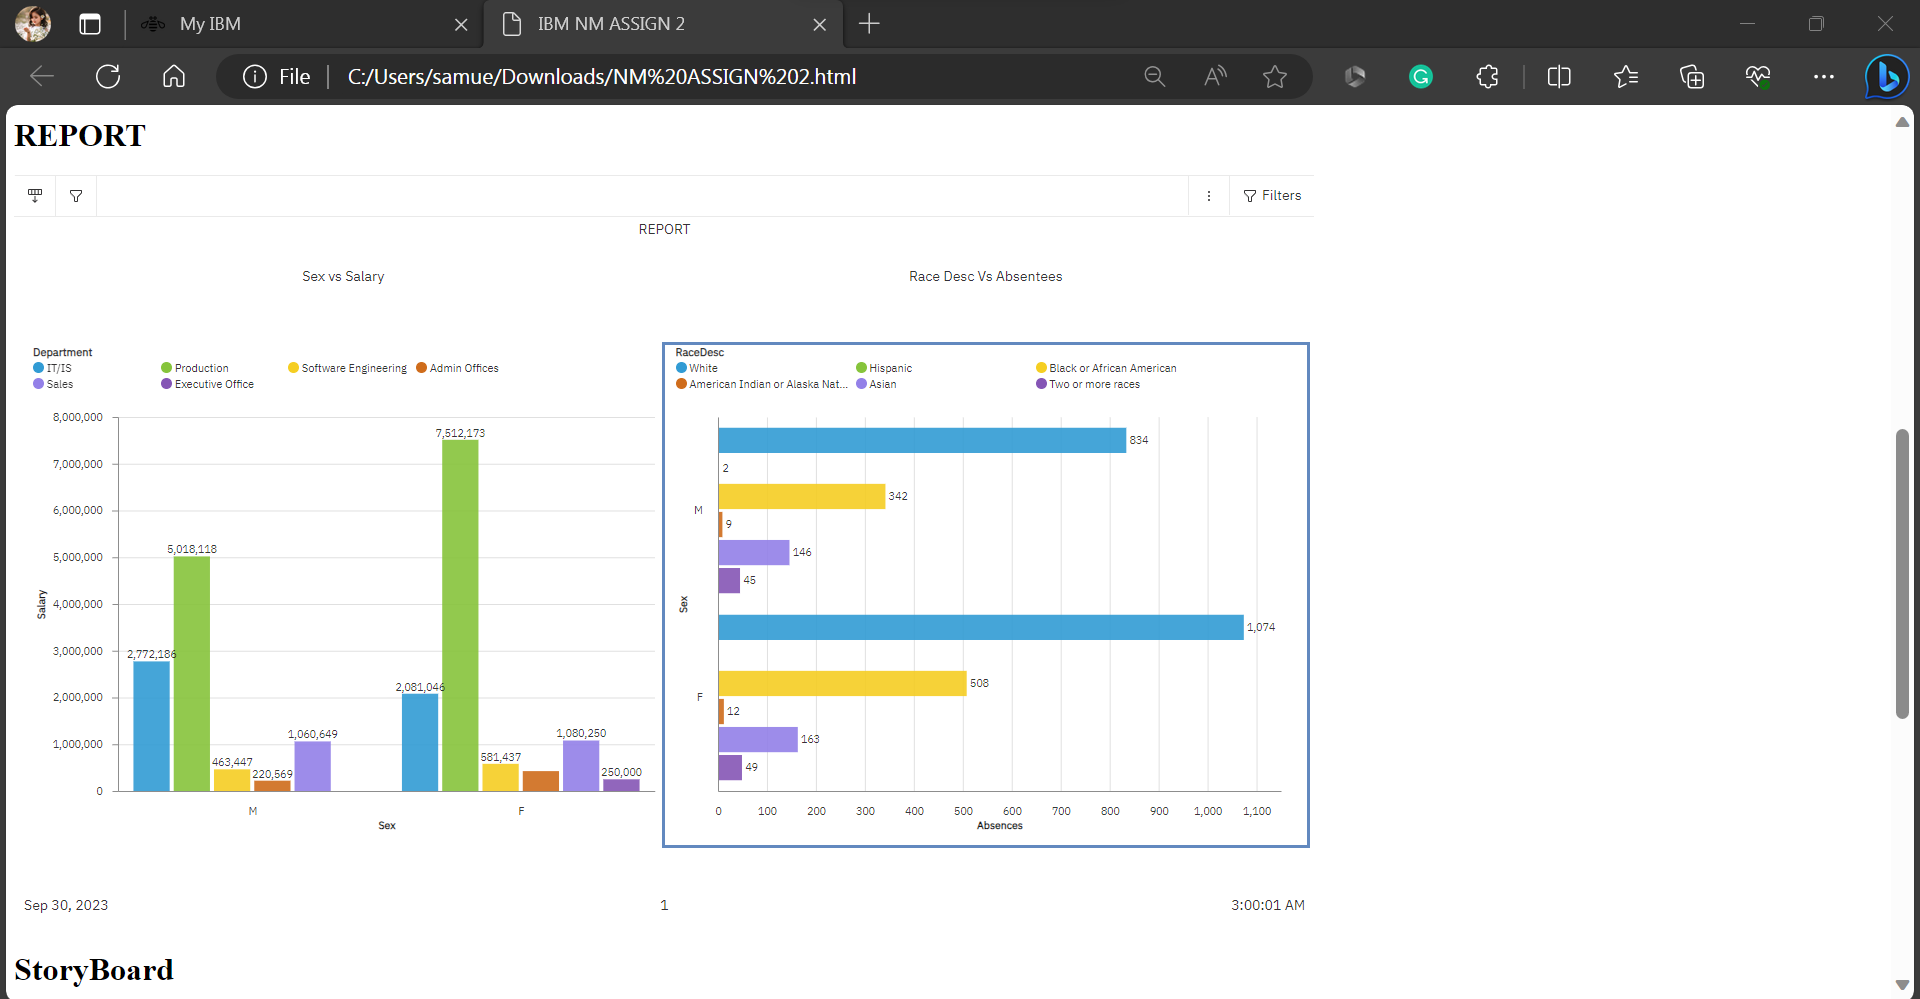 My IBM
IBM NM ASSIGN 2
File
C:/Users/samue/Downloads/NM%20ASSIGN%202.html
REPORT
Filters
REPORT
Sex vs Salary
Race Desc Vs Absentees
Department
IT/IS
Production
Software Engineering
Admin Offices
Sales
Executive Office
8,000,000
7,000,000
6,000,000
5,000,000
4,000,000
3,000,000
2,000,000
1,000,000
0
Salary
2,772,186
5,018,118
463,447
220,569
1,060,649
2,081,046
7,512,173
581,437
1,080,250
250,000
M
F
Sex
RaceDesc
White
Hispanic
Black or African American
American Indian or Alaska Nat...
Asian
Two or more races
Sex
M
834
2
342
9
146
45
F
1,074
508
12
163
49
0 100 200 300 400 500 600 700 800 900 1,000 1,100
Absences
Sep 30, 2023
1
3:00:01 AM
StoryBoard